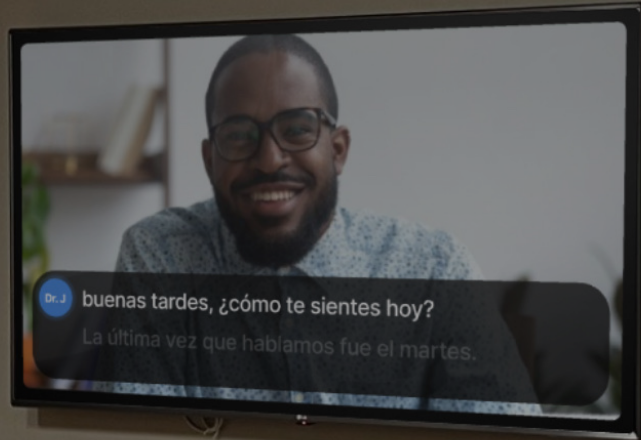 Dr. J
buenas tardes, ¿cómo te sientes hoy?
La última vez que hablamos fue el martes.